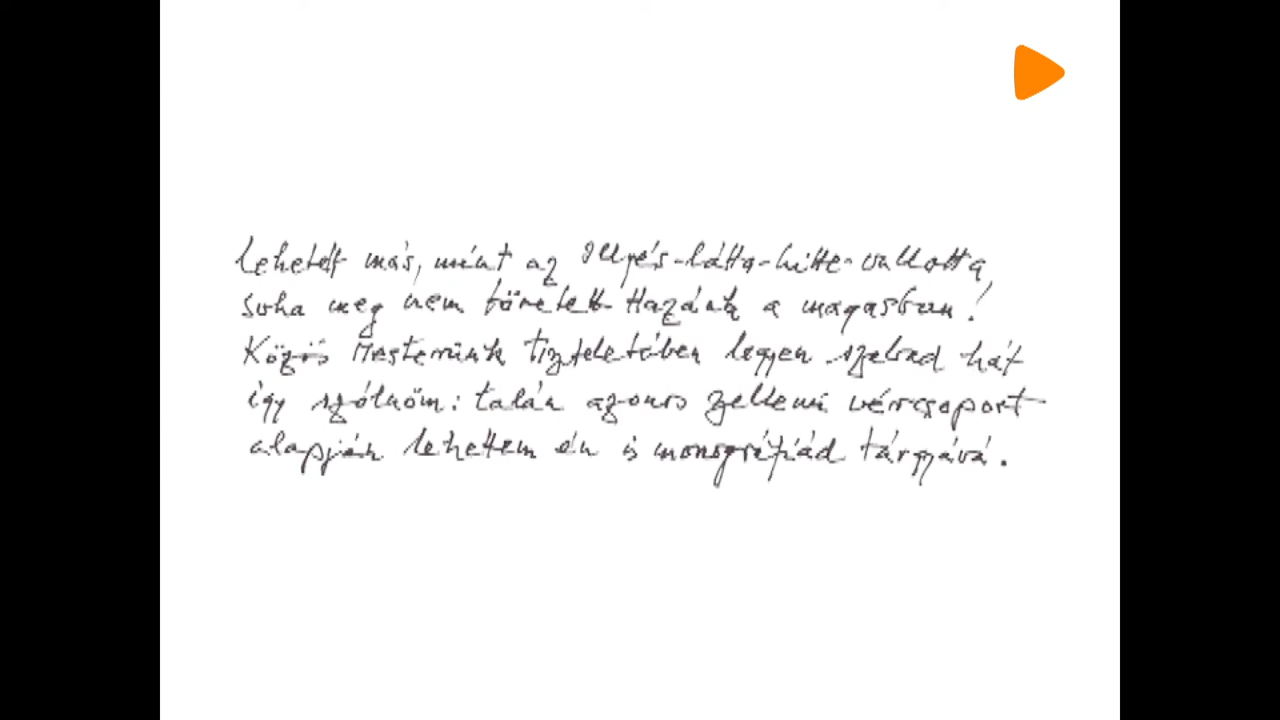 lehetett más, mint az Illyés-látta-hitte-vallotta,
soha meg nem töretett Hazánk a magasban!
Közös Mesterünk tiszteletében legyen szabad hát
így szólnom: talán azonos szellemi vércsoport
alapján lehettem én is monográfiád tárgyává.